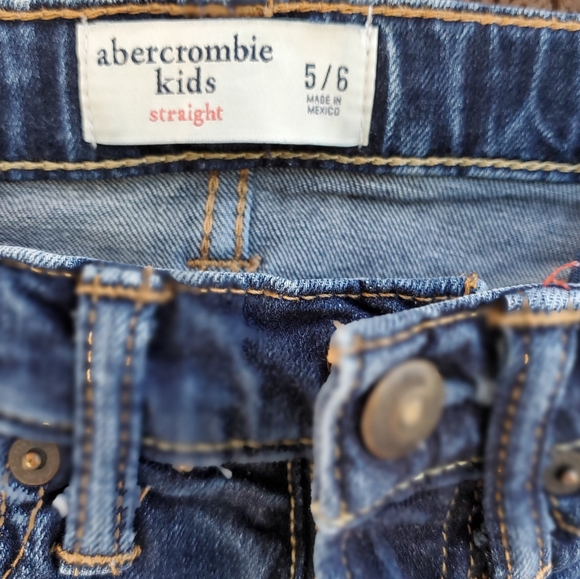 abercrombie
kids
straight
5/6
MADE IN
MEXICO